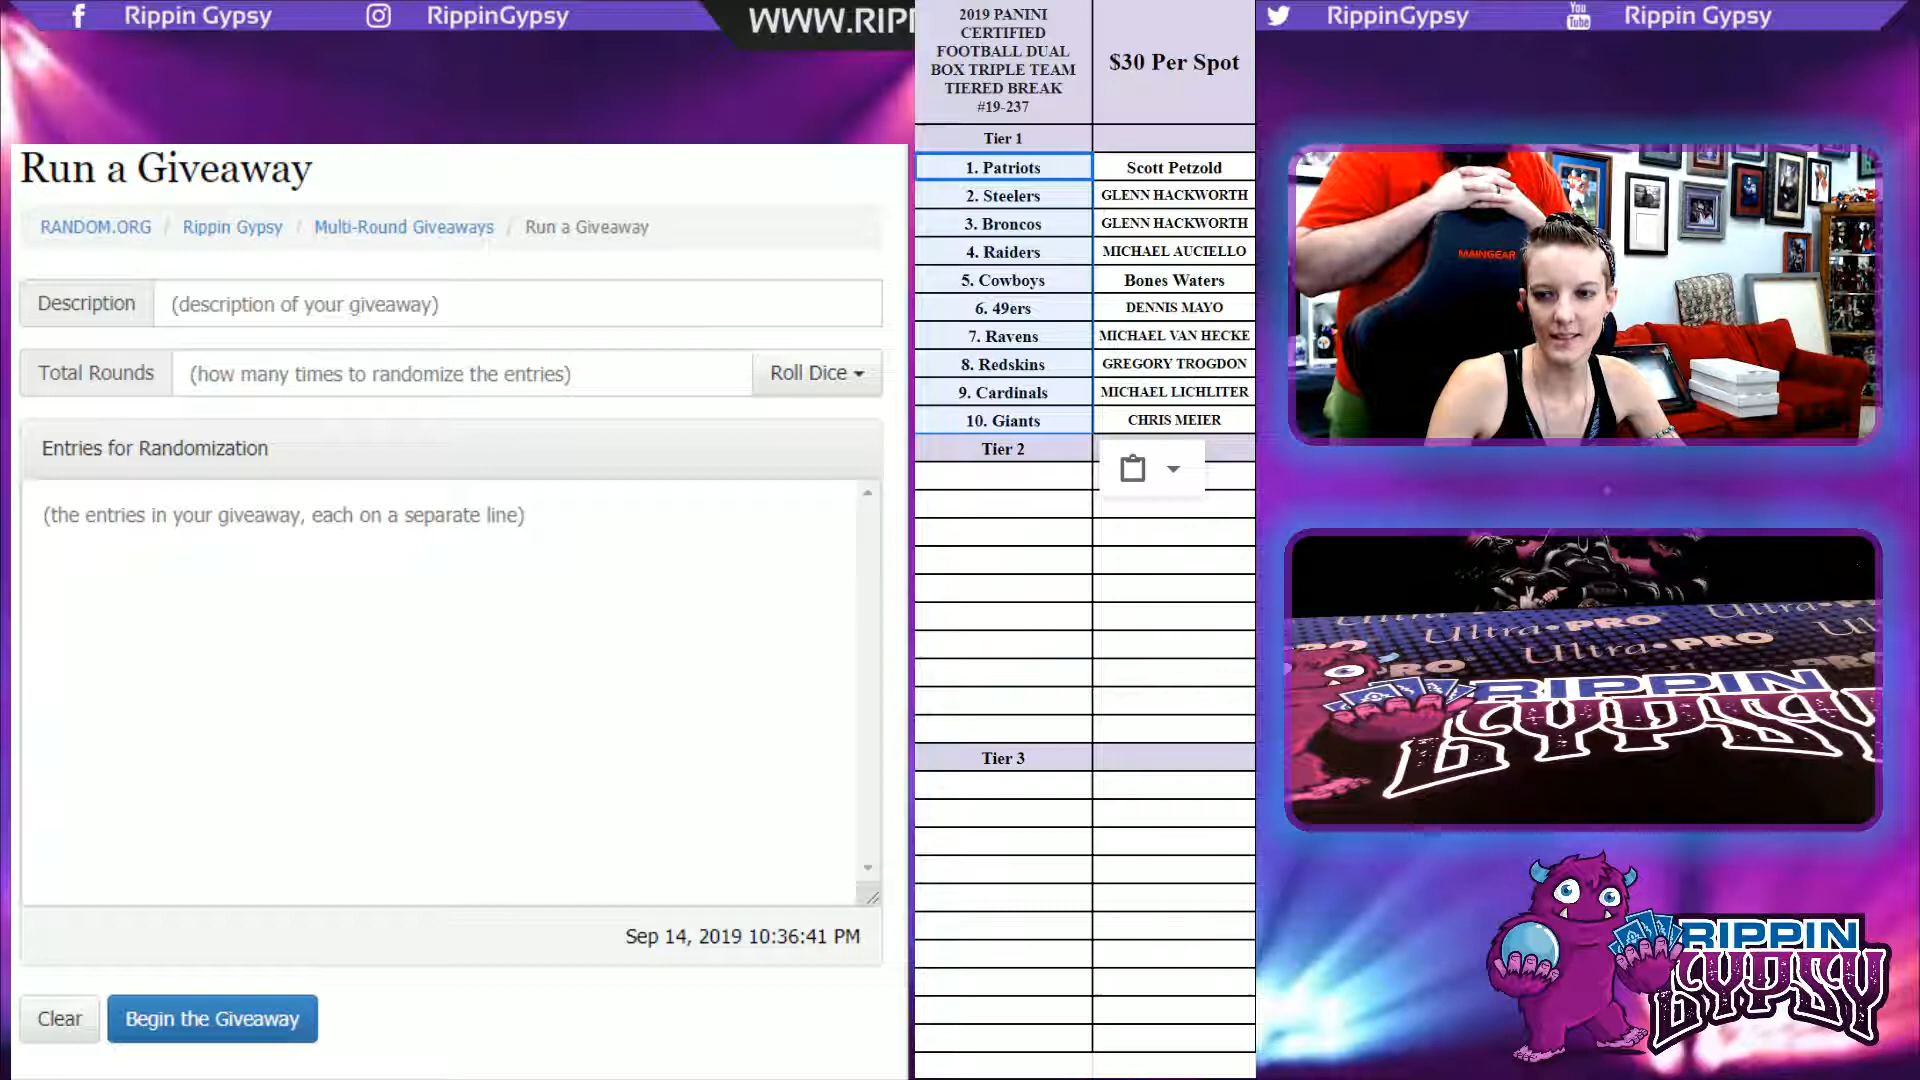 Rippin Gypsy
RippinGypsy
WWW.RIPP
RippinGypsy
You Tube
Rippin Gypsy
Run a Giveaway
RANDOM.ORG / Rippin Gypsy / Multi-Round Giveaways / Run a Giveaway
Description (description of your giveaway)
Total Rounds (how many times to randomize the entries) Roll Dice
Entries for Randomization
(the entries in your giveaway, each on a separate line)
Sep 14, 2019 10:36:41 PM
Clear
Begin the Giveaway
2019 PANINI
CERTIFIED
FOOTBALL DUAL
BOX TRIPLE TEAM
TIERED BREAK
#19-237
$30 Per Spot
Tier 1
1. Patriots Scott Petzold
2. Steelers GLENN HACKWORTH
3. Broncos GLENN HACKWORTH
4. Raiders MICHAEL AUCIELLO
5. Cowboys Bones Waters
6. 49ers DENNIS MAYO
7. Ravens MICHAEL VAN HECKE
8. Redskins GREGORY TROGDON
9. Cardinals MICHAEL LICHLITER
10. Giants CHRIS MEIER
Tier 2
Tier 3
MAINGEAR
Ultra•PRO
Ultra•PRO
RIPPIN
GYPSY
RIPPIN
GYPSY